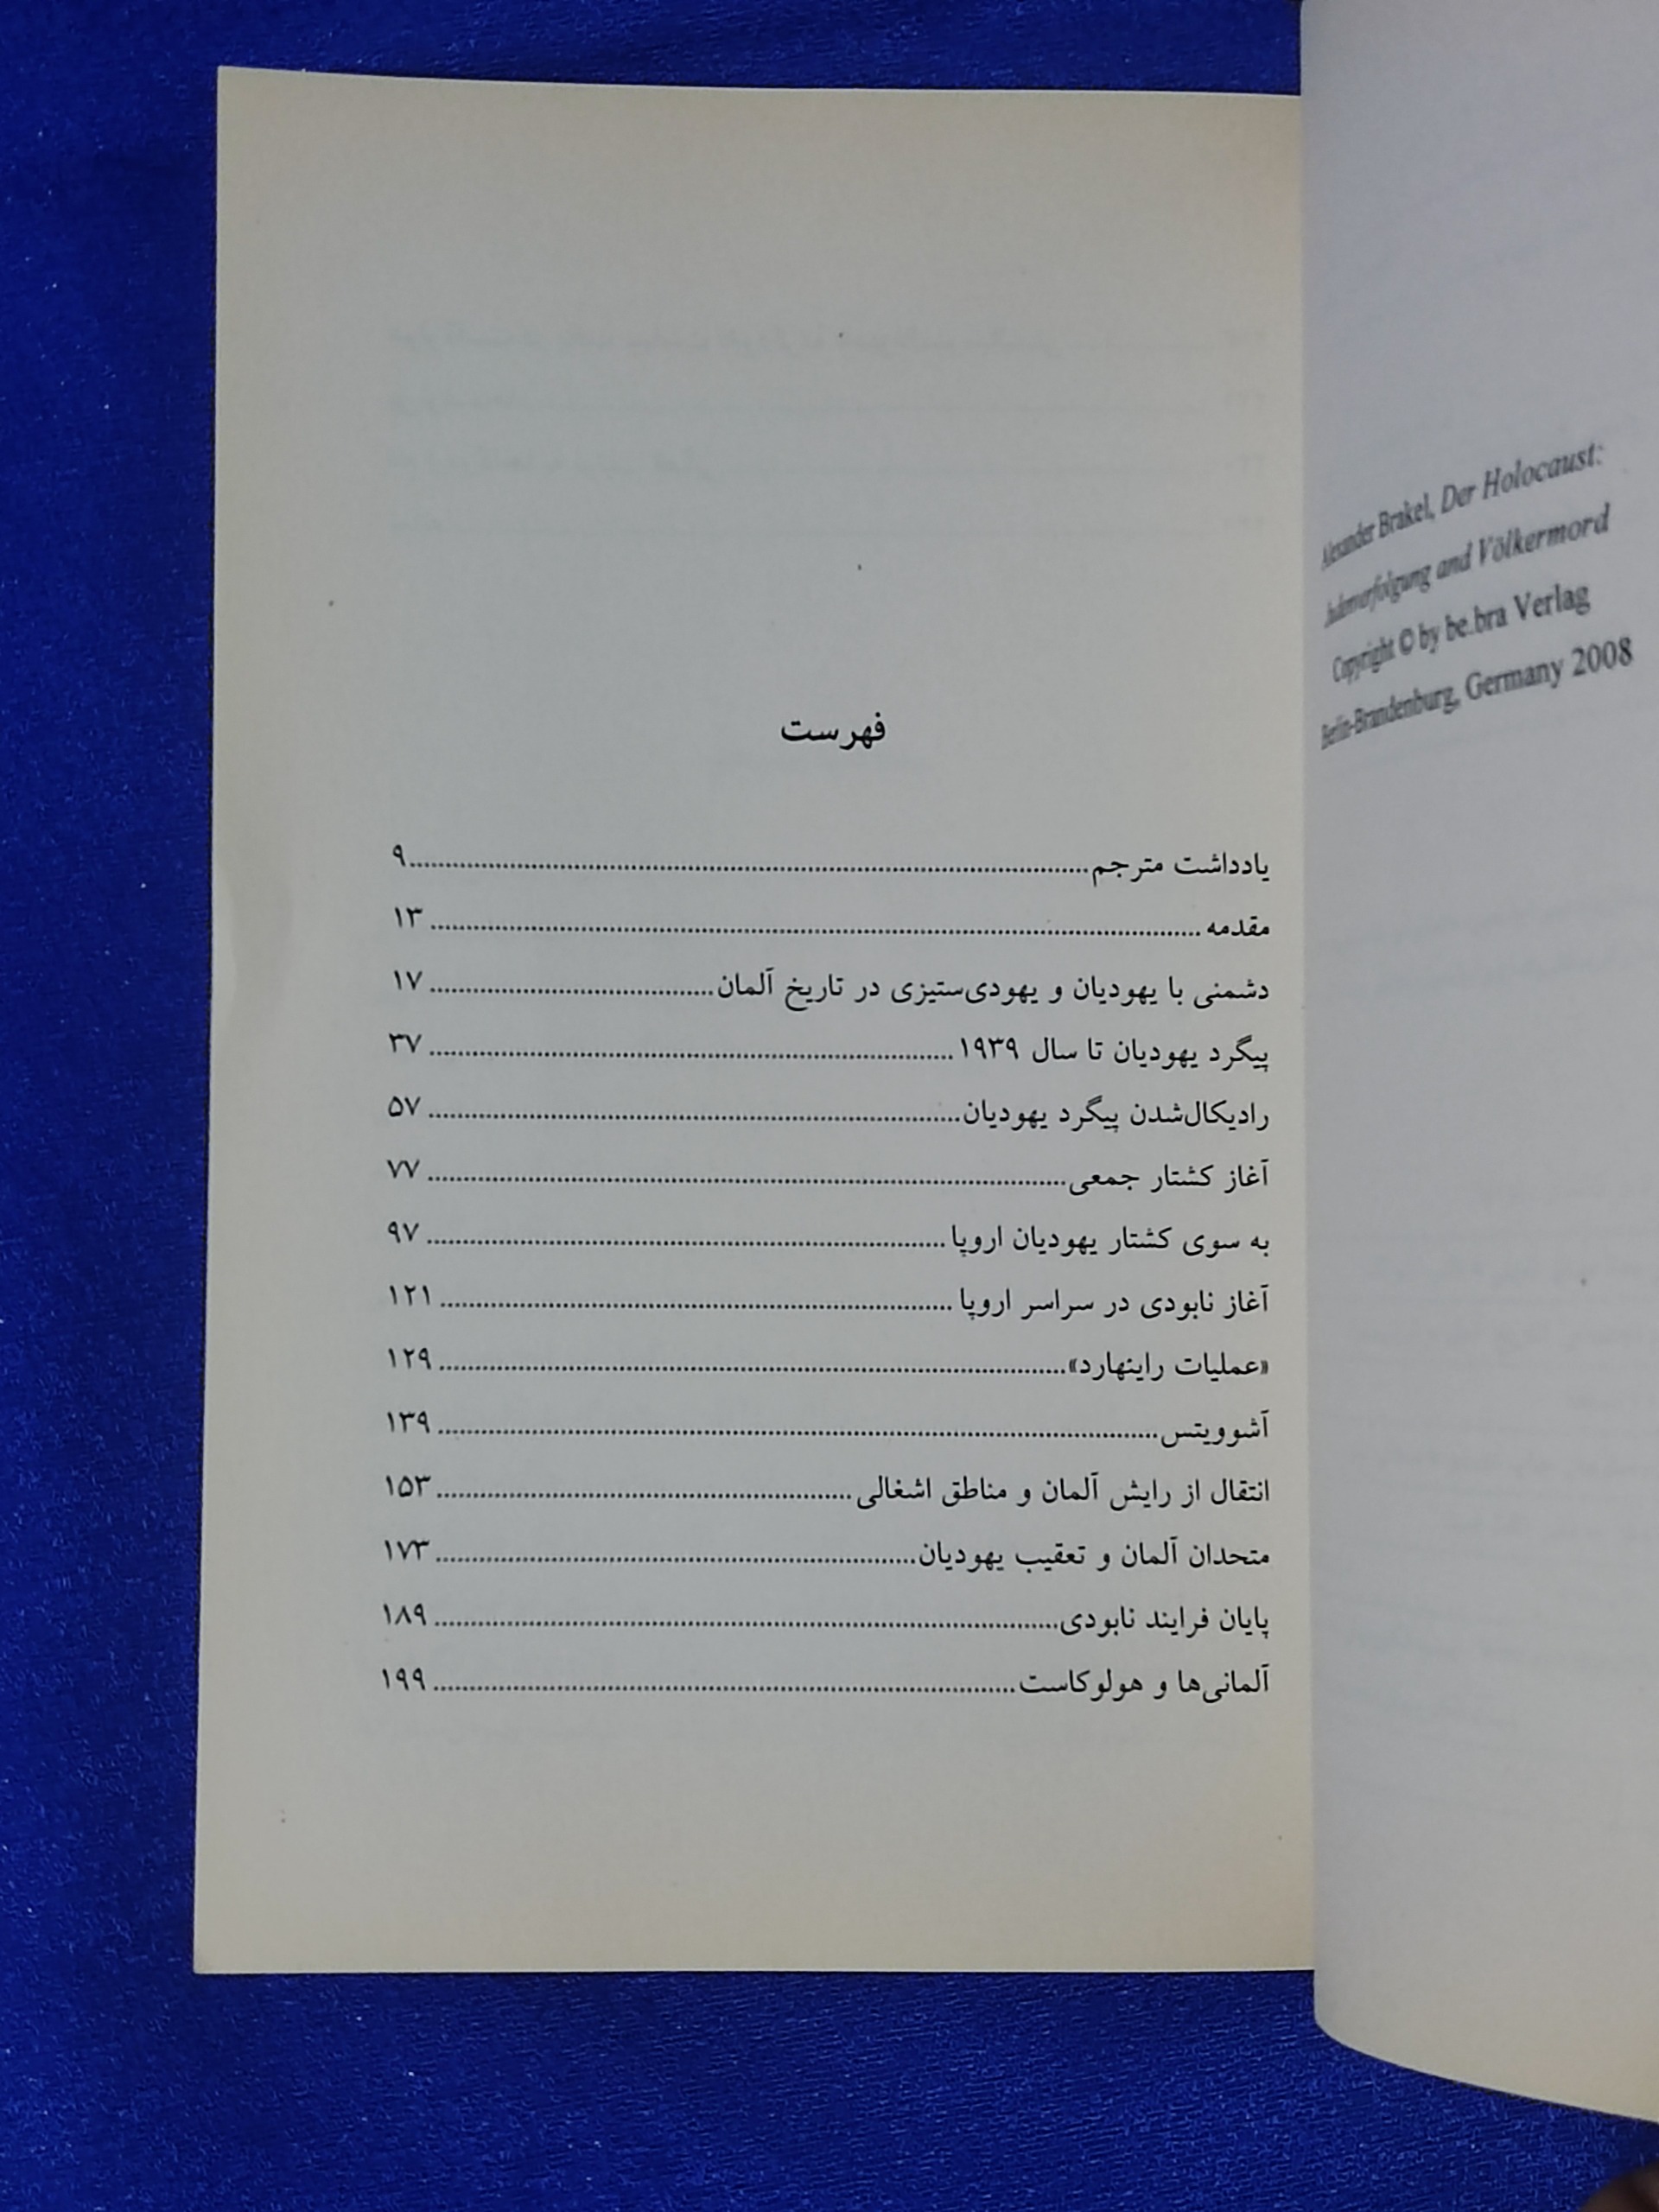 Alexander Brakel, Der Holocaust:
Judenverfolgung and Völkermord
Copyright © by be.bra Verlag
Berlin-Brandenburg, Germany 2008
فهرست
یادداشت مترجم ........ ۹
مقدمه ........ ۱۳
دشمنی با یهودیان و یهودی‌ستیزی در تاریخ آلمان ........ ۱۷
پیگرد یهودیان تا سال ۱۹۳۹ ........ ۳۷
رادیکال‌شدن پیگرد یهودیان ........ ۵۷
آغاز کشتار جمعی ........ ۷۷
به سوی کشتار یهودیان اروپا ........ ۹۷
آغاز نابودی در سراسر اروپا ........ ۱۲۱
«عملیات راینهارد» ........ ۱۲۹
آشوویتس ........ ۱۳۹
انتقال از رایش آلمان و مناطق اشغالی ........ ۱۵۳
متحدان آلمان و تعقیب یهودیان ........ ۱۷۳
پایان فرایند نابودی ........ ۱۸۹
آلمانی‌ها و هولوکاست ........ ۱۹۹